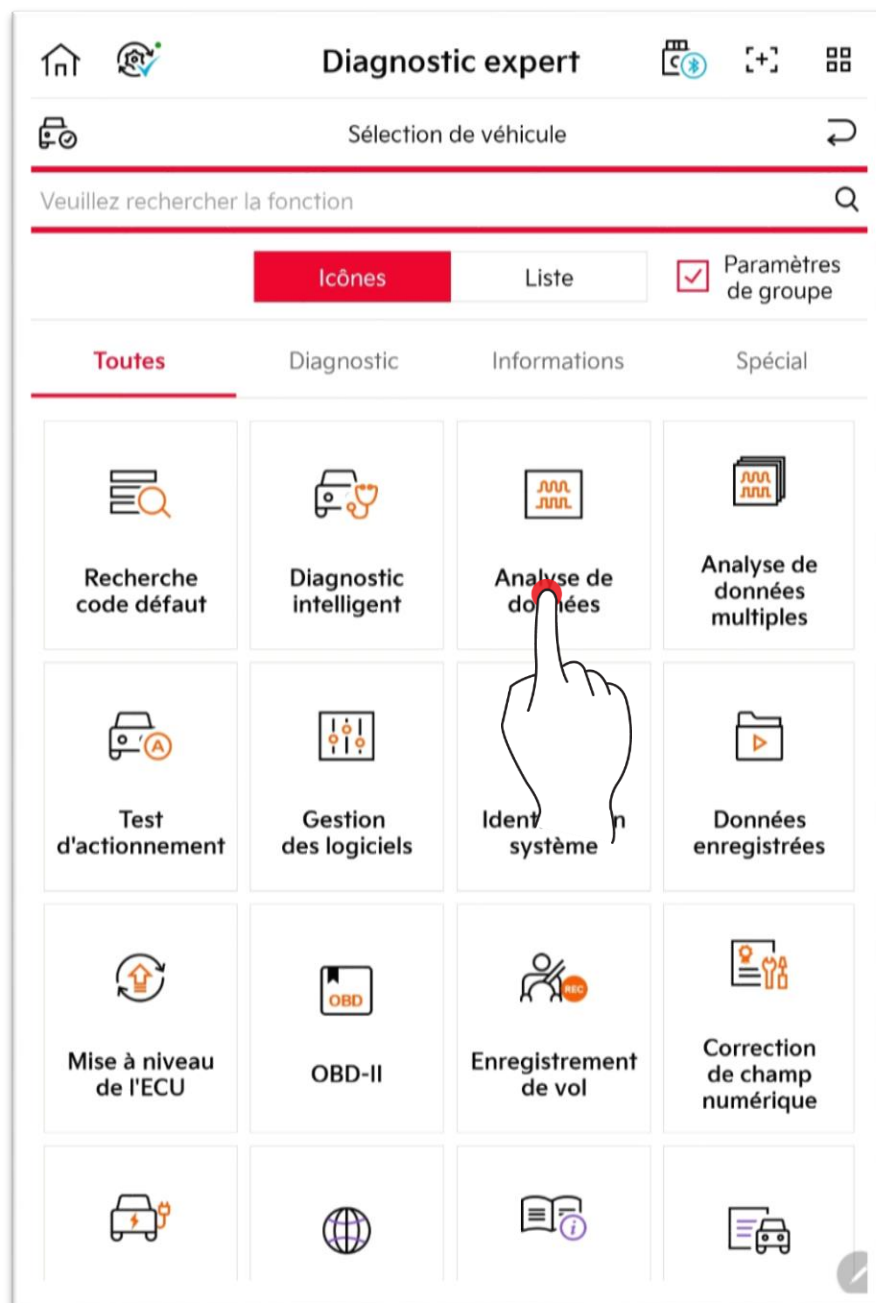 Diagnostic expert
Sélection de véhicule
Veuillez rechercher la fonction
Icônes
Liste
Paramètres
de groupe
Toutes
Diagnostic
Informations
Spécial
Recherche
code défaut
Diagnostic
intelligent
Analyse de
Analyse de
données
multiples
A
Test
d'actionnement
Gestion
des logiciels
système
Données
enregistrées
Mise à niveau
de l'ECU
OBD
OBD-II
REC
Enregistrement
de vol
Correction
de champ
numérique